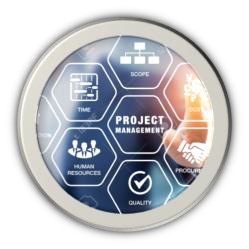 SCOPE
TIME
PROJECT
MANAGEMENT
HUMAN
RESOURCES
QUALITY